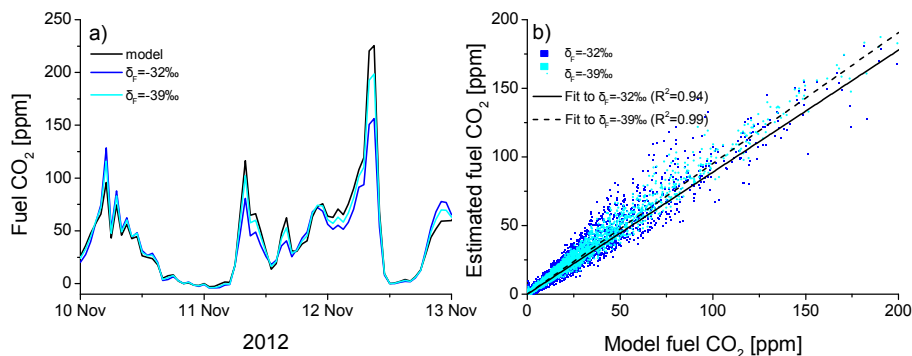 a)
model
δF=-32‰
δF=-39‰
Fuel CO2 [ppm]
250
200
150
100
50
0
10 Nov
11 Nov
12 Nov
13 Nov
2012
b)
δF=-32‰
δF=-39‰
Fit to δF=-32‰ (R²=0.94)
Fit to δF=-39‰ (R²=0.99)
Estimated fuel CO2 [ppm]
200
150
100
50
0
0
50
100
150
200
Model fuel CO2 [ppm]